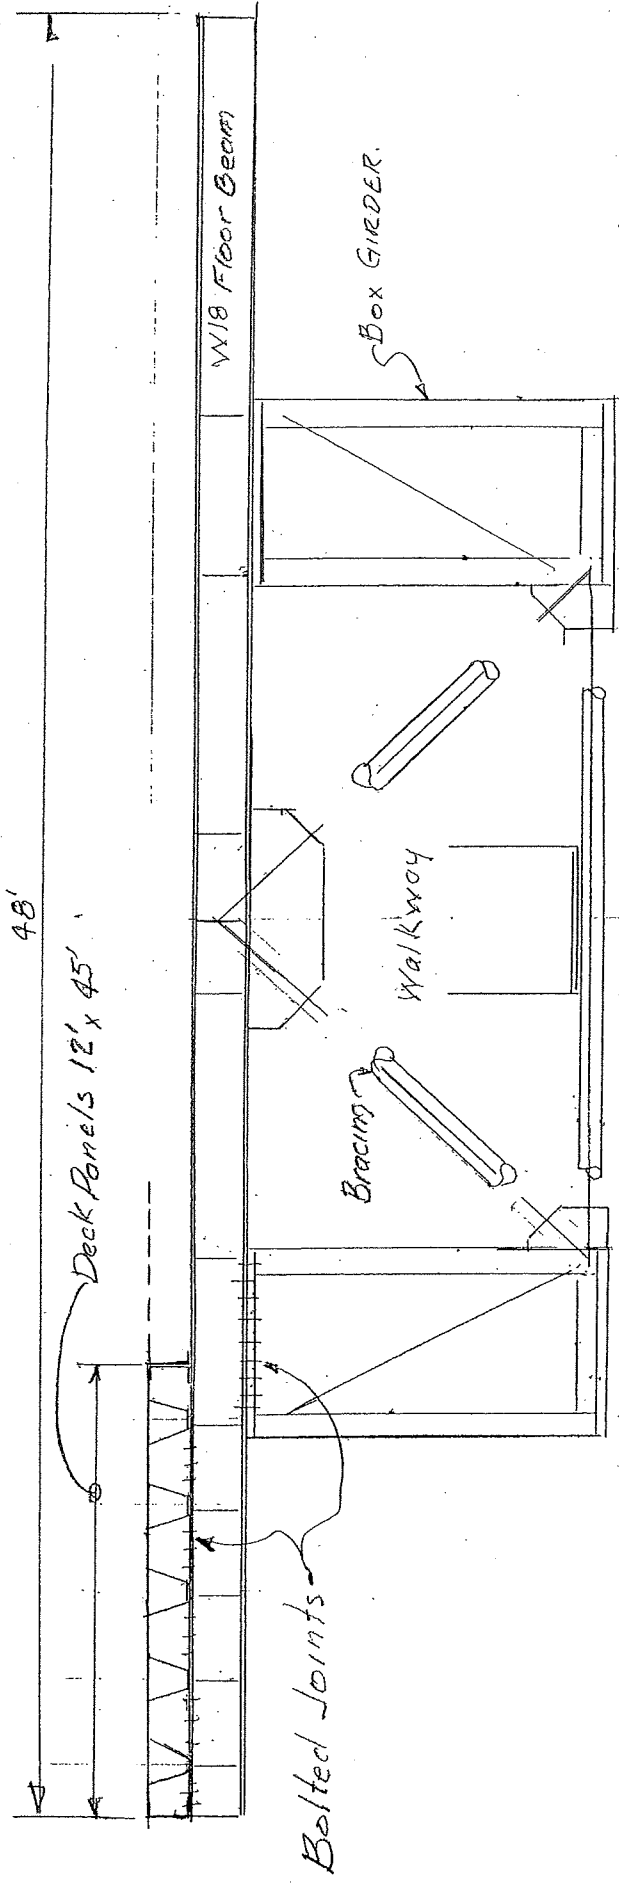 48'
Deck Panels 12' x 45'
W18 Floor Beam
Box GIRDER.
Bracing
Walkway
Bolted Joints